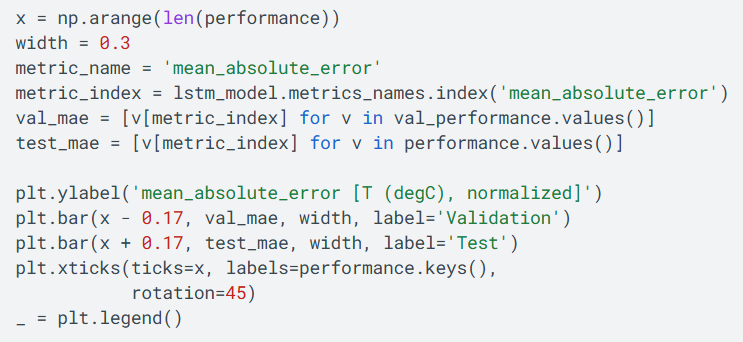 x = np.arange(len(performance))
width = 0.3
metric_name = 'mean_absolute_error'
metric_index = lstm_model.metrics_names.index('mean_absolute_error')
val_mae = [v[metric_index] for v in val_performance.values()]
test_mae = [v[metric_index] for v in performance.values()]

plt.ylabel('mean_absolute_error [T (degC), normalized]')
plt.bar(x - 0.17, val_mae, width, label='Validation')
plt.bar(x + 0.17, test_mae, width, label='Test')
plt.xticks(ticks=x, labels=performance.keys(),
           rotation=45)
_ = plt.legend()